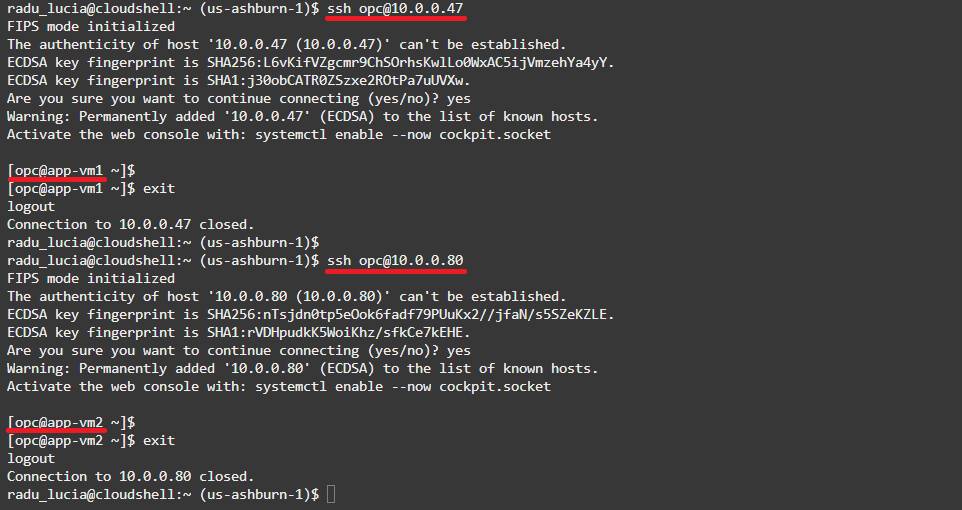 radu_lucia@cloudshell:~ (us-ashburn-1)$ ssh opc@10.0.0.47
FIPS mode initialized
The authenticity of host '10.0.0.47 (10.0.0.47)' can't be established.
ECDSA key fingerprint is SHA256:L6vKifVZgcmr9ChSOrhsKwlLo0WxAC5ijVmzehYa4yY.
ECDSA key fingerprint is SHA1:j30obCATR0ZSzxe2ROtPa7uUVXw.
Are you sure you want to continue connecting (yes/no)? yes
Warning: Permanently added '10.0.0.47' (ECDSA) to the list of known hosts.
Activate the web console with: systemctl enable --now cockpit.socket
[opc@app-vm1 ~]$
[opc@app-vm1 ~]$ exit
logout
Connection to 10.0.0.47 closed.
radu_lucia@cloudshell:~ (us-ashburn-1)$
radu_lucia@cloudshell:~ (us-ashburn-1)$ ssh opc@10.0.0.80
FIPS mode initialized
The authenticity of host '10.0.0.80 (10.0.0.80)' can't be established.
ECDSA key fingerprint is SHA256:nTsjdn0tp5eOok6fadf79PUuKx2//jfaN/s5SZeKZLE.
ECDSA key fingerprint is SHA1:rVDHpudkK5WoiKhz/sfkCe7kEHE.
Are you sure you want to continue connecting (yes/no)? yes
Warning: Permanently added '10.0.0.80' (ECDSA) to the list of known hosts.
Activate the web console with: systemctl enable --now cockpit.socket
[opc@app-vm2 ~]$
[opc@app-vm2 ~]$ exit
logout
Connection to 10.0.0.80 closed.
radu_lucia@cloudshell:~ (us-ashburn-1)$